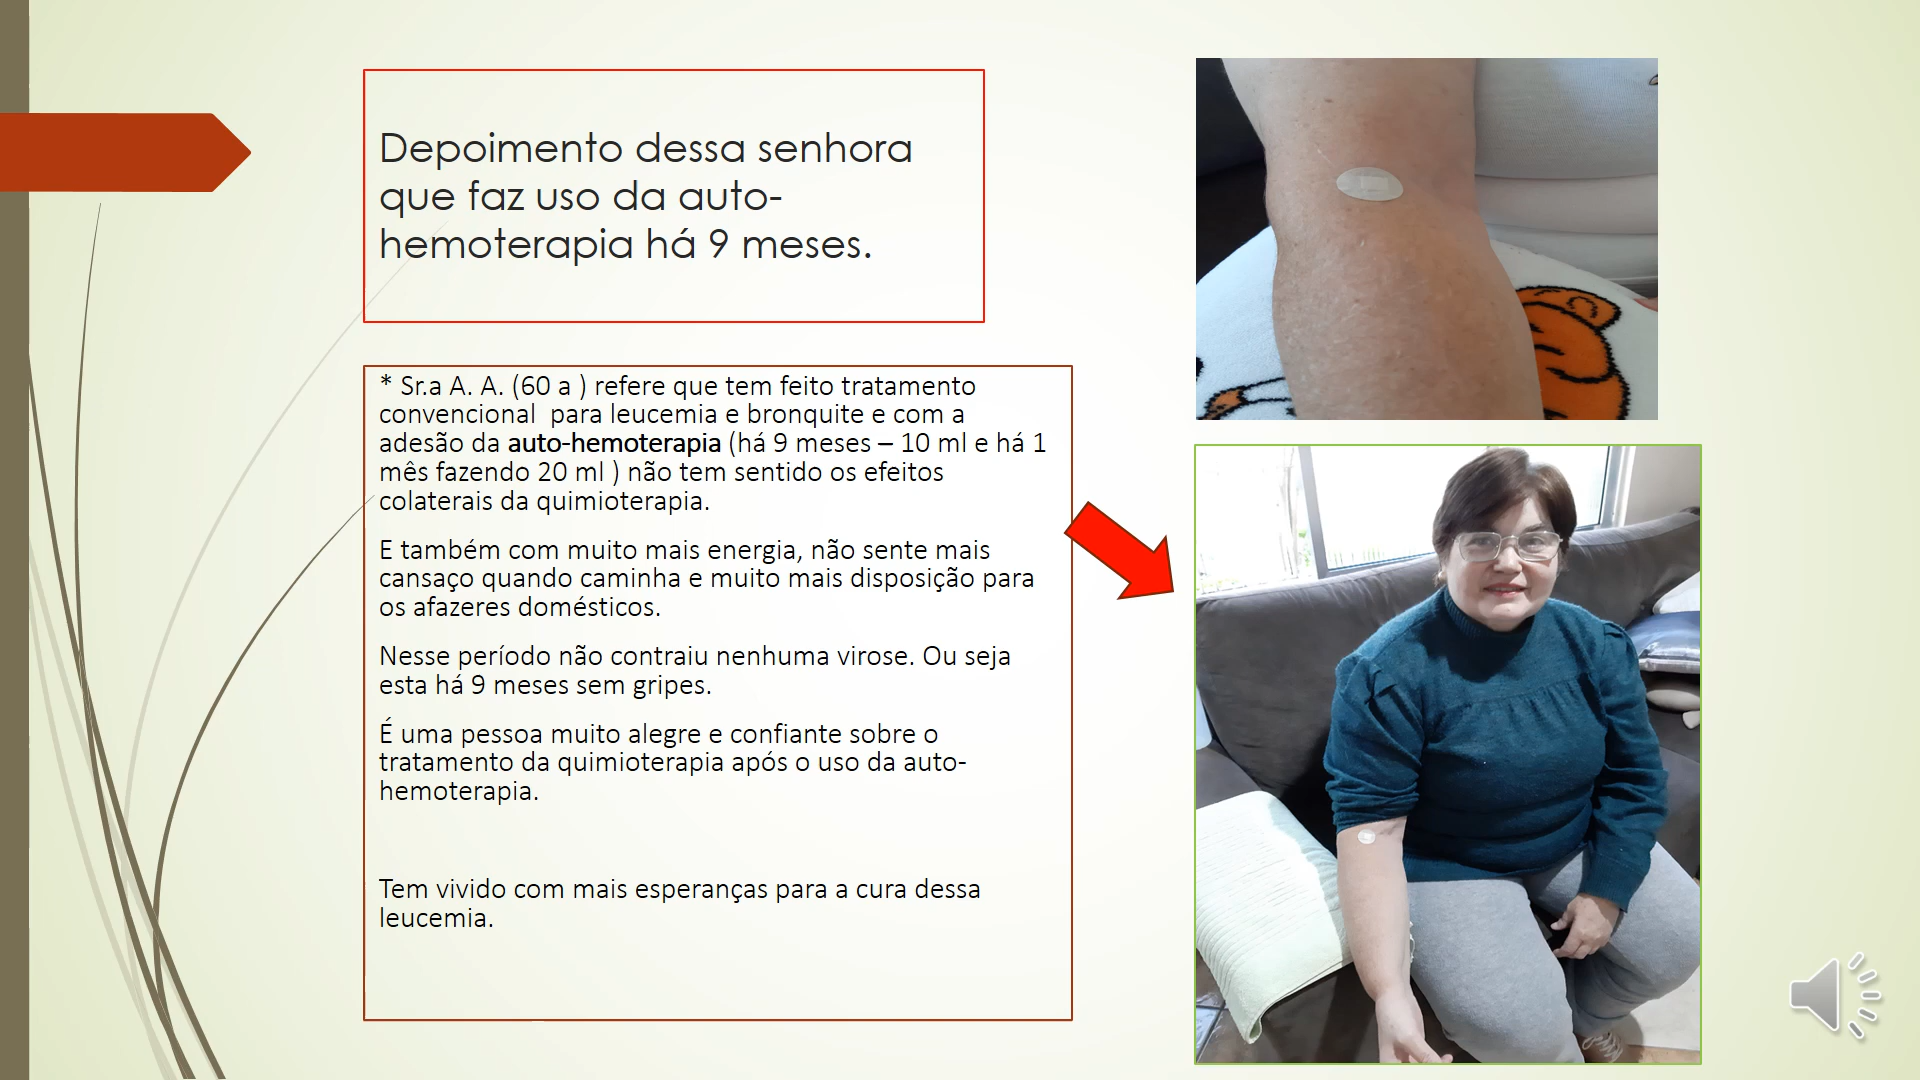 Depoimento dessa senhora
que faz uso da auto-
hemoterapia há 9 meses.
* Sr.a A. A. (60 a ) refere que tem feito tratamento
convencional  para leucemia e bronquite e com a
adesão da auto-hemoterapia (há 9 meses – 10 ml e há 1
mês fazendo 20 ml ) não tem sentido os efeitos
colaterais da quimioterapia.
E também com muito mais energia, não sente mais
cansaço quando caminha e muito mais disposição para
os afazeres domésticos.
Nesse período não contraiu nenhuma virose. Ou seja
esta há 9 meses sem gripes.
É uma pessoa muito alegre e confiante sobre o
tratamento da quimioterapia após o uso da auto-
hemoterapia.
Tem vivido com mais esperanças para a cura dessa
leucemia.